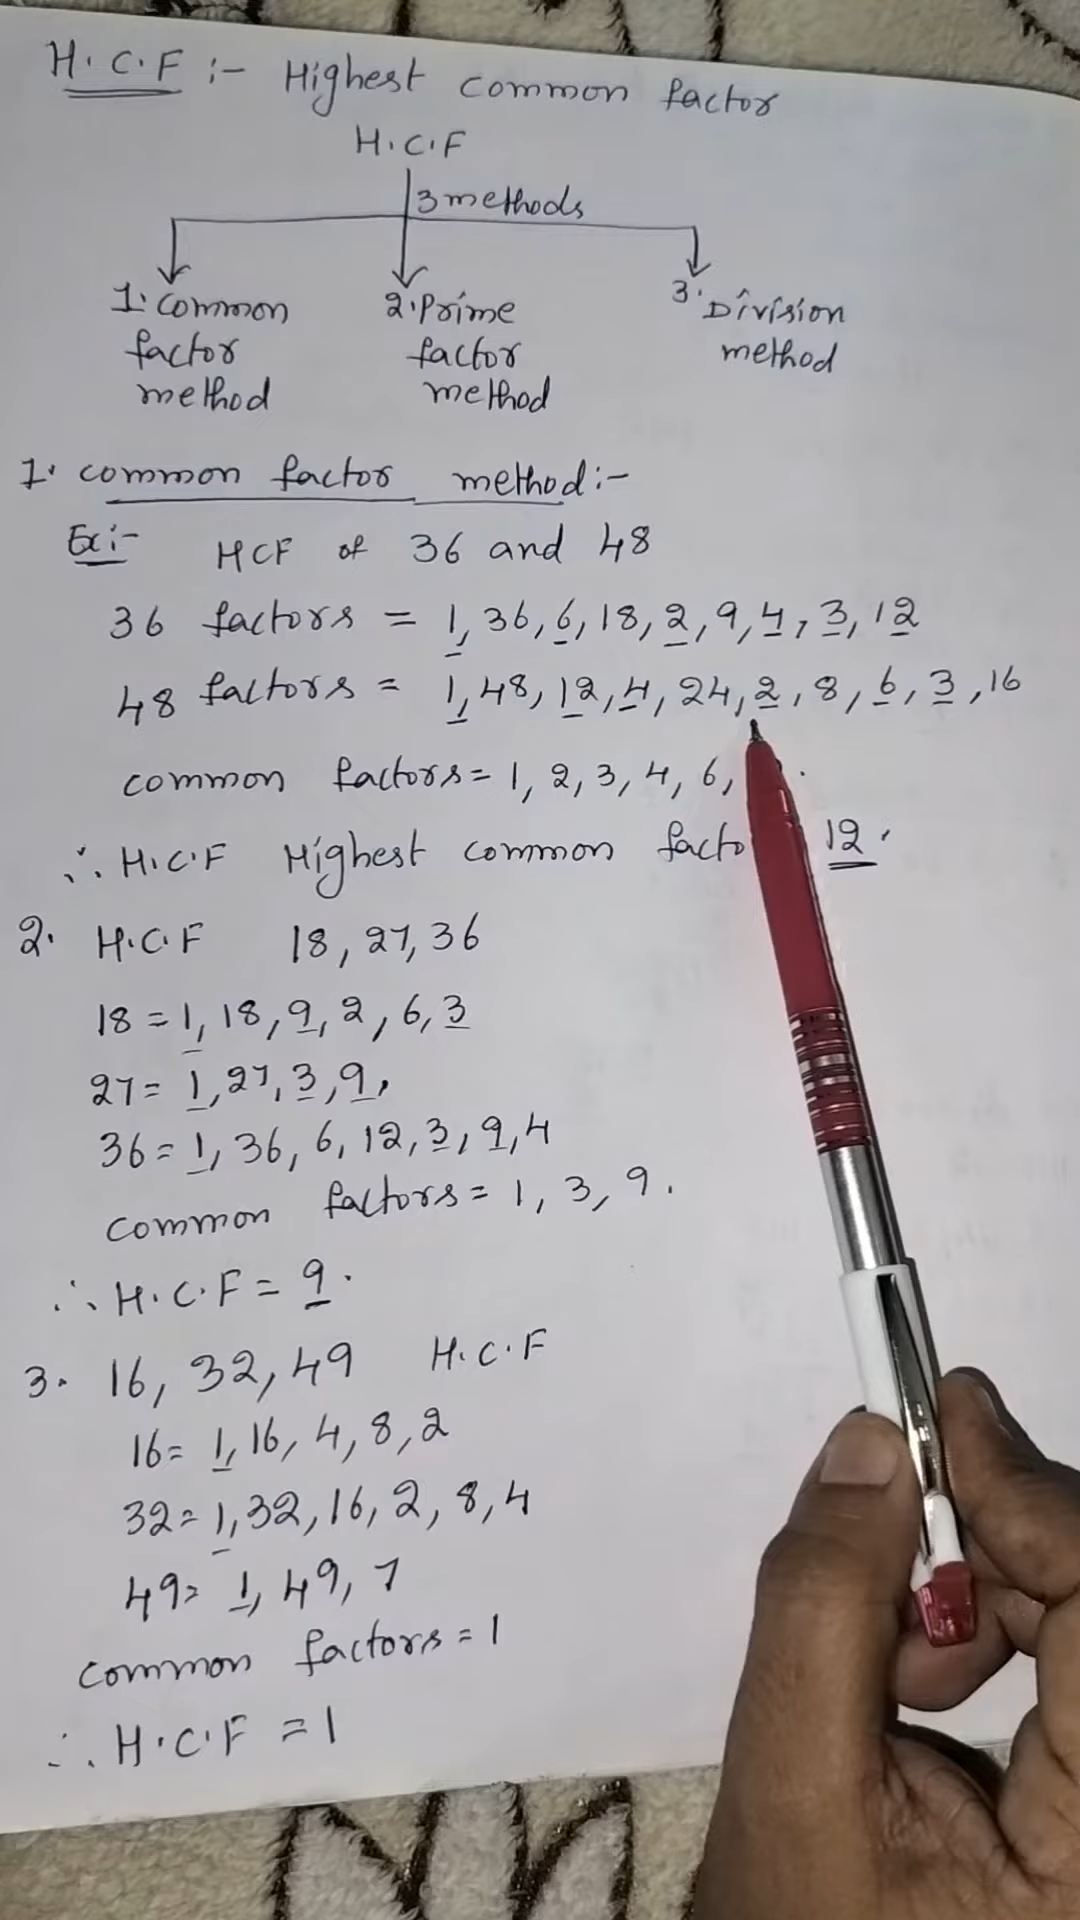 H.C.F :- Highest common factor
H.C.F
3 methods
1. common factor method
2. Prime factor method
3. Division method
1. common factor method:-
Ex:- HCF of 36 and 48
36 factors = 1, 36, 6, 18, 2, 9, 4, 3, 12
48 factors = 1, 48, 12, 4, 24, 2, 8, 6, 3, 16
common factors = 1, 2, 3, 4, 6,
∴ H.C.F Highest common facto 12.
2. H.C.F 18, 27, 36
18 = 1, 18, 9, 2, 6, 3
27 = 1, 27, 3, 9,
36 = 1, 36, 6, 12, 3, 9, 4
common factors = 1, 3, 9.
∴ H.C.F = 9.
3. 16, 32, 49 H.C.F
16 = 1, 16, 4, 8, 2
32 = 1, 32, 16, 2, 8, 4
49 = 1, 49, 7
common factors = 1
∴ H.C.F = 1